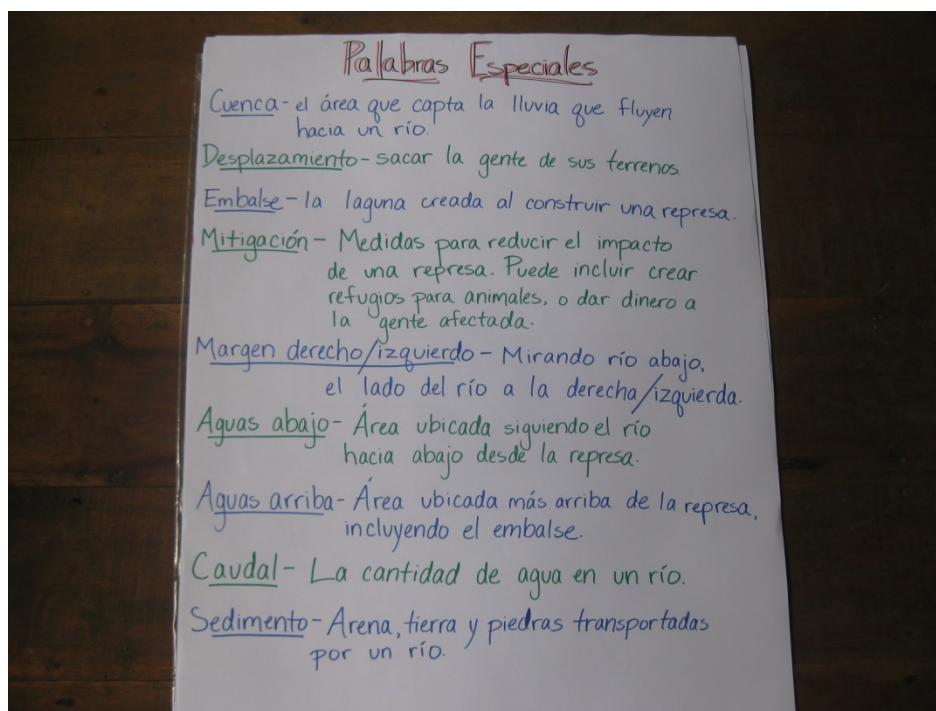 Palabras Especiales
Cuenca - el área que capta la lluvia que fluyen
hacia un río.
Desplazamiento - sacar la gente de sus terrenos.
Embalse - la laguna creada al construir una represa.
Mitigación - Medidas para reducir el impacto
de una represa. Puede incluir crear
refugios para animales, o dar dinero a
la gente afectada.
Margen derecho/izquierdo - Mirando río abajo,
el lado del río a la derecha/izquierda.
Aguas abajo - Área ubicada siguiendo el río
hacia abajo desde la represa.
Aguas arriba - Área ubicada más arriba de la represa,
incluyendo el embalse.
Caudal - La cantidad de agua en un río.
Sedimento - Arena, tierra y piedras transportadas
por un río.